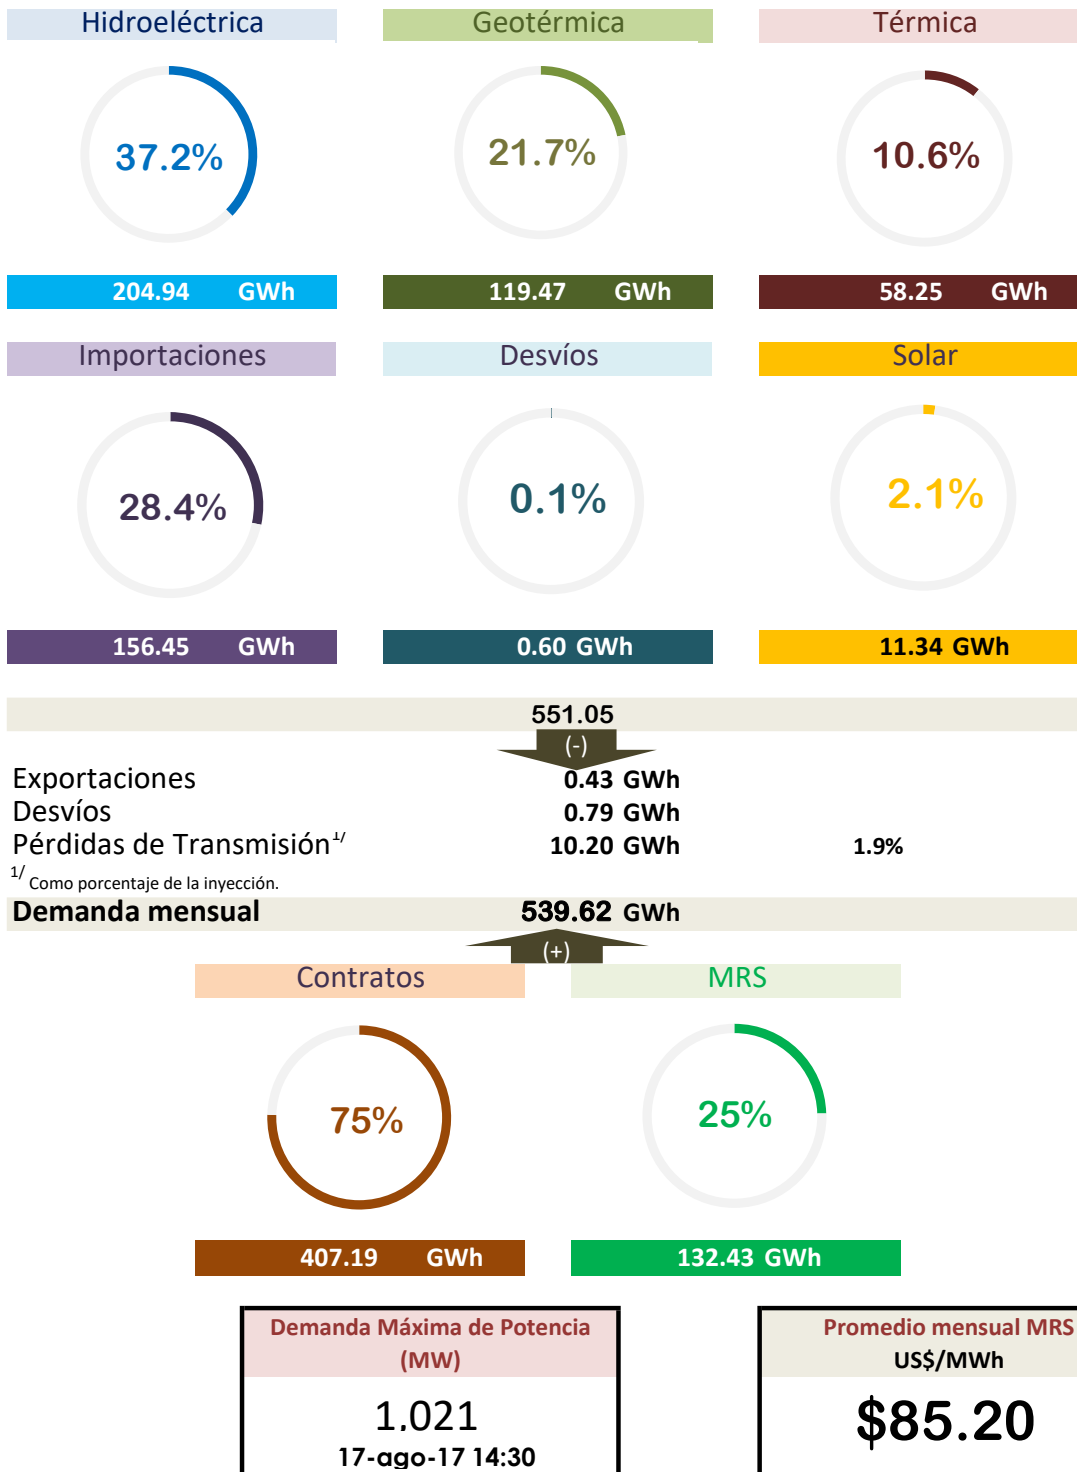 Hidroeléctrica Geotérmica Térmica
37.2% 21.7% 10.6%
204.94 GWh 119.47 GWh 58.25 GWh
Importaciones Desvíos Solar
28.4% 0.1% 2.1%
156.45 GWh 0.60 GWh 11.34 GWh
551.05
(-)
Exportaciones 0.43 GWh
Desvíos 0.79 GWh
Pérdidas de Transmisión 1/ 10.20 GWh 1.9%
1/ Como porcentaje de la inyección.
Demanda mensual 539.62 GWh
(+)
Contratos MRS
75% 25%
407.19 GWh 132.43 GWh
Demanda Máxima de Potencia
(MW)
1,021
17-ago-17 14:30
Promedio mensual MRS
US$/MWh
$85.20